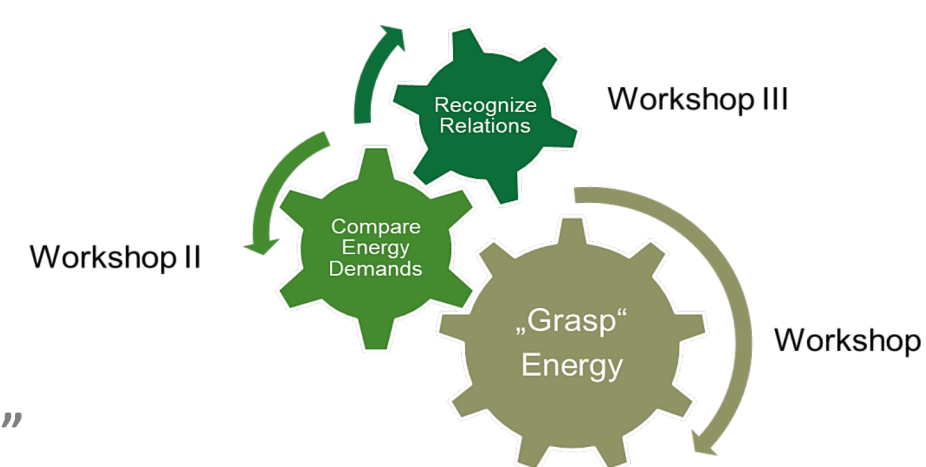 Recognize
Relations
Workshop III
Compare
Energy
Demands
Workshop II
„Grasp“
Energy
Workshop
”